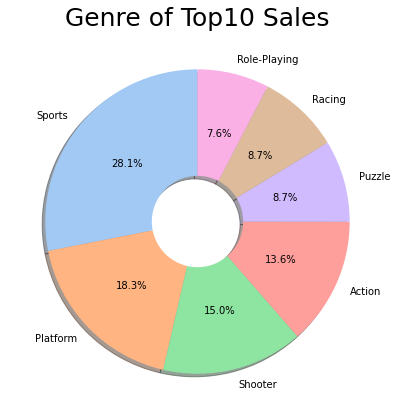 Genre of Top10 Sales
Role-Playing
Racing
Sports
Puzzle
7.6%
8.7%
28.1%
8.7%
13.6%
18.3%
Action
15.0%
Platform
Shooter